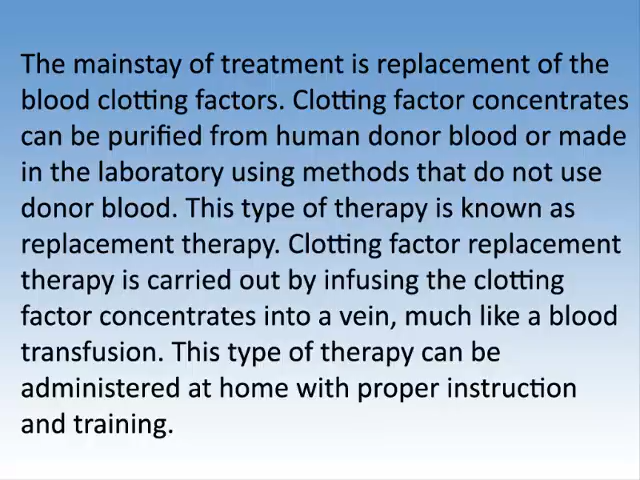 The mainstay of treatment is replacement of the
blood clotting factors. Clotting factor concentrates
can be purified from human donor blood or made
in the laboratory using methods that do not use
donor blood. This type of therapy is known as
replacement therapy. Clotting factor replacement
therapy is carried out by infusing the clotting
factor concentrates into a vein, much like a blood
transfusion. This type of therapy can be
administered at home with proper instruction
and training.